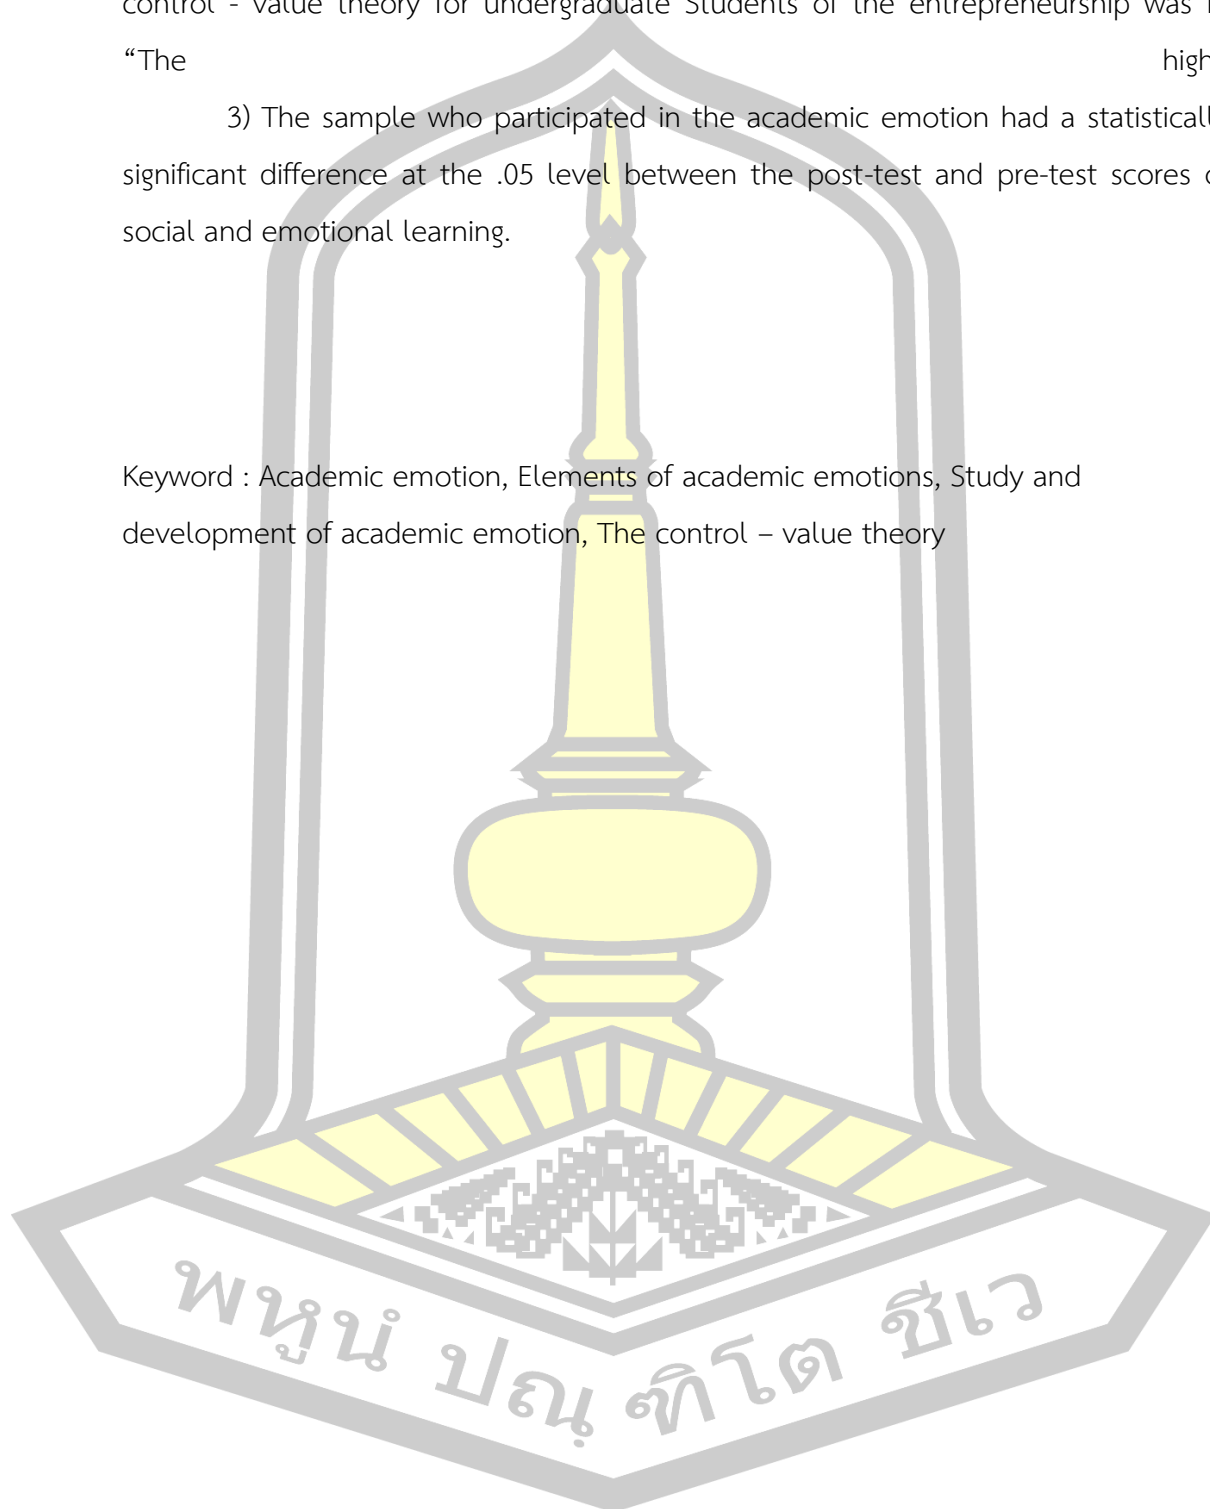 control - value theory for undergraduate Students of the entrepreneurship was
“The high
3) The sample who participated in the academic emotion had a statisticall
significant difference at the .05 level between the post-test and pre-test scores
social and emotional learning.
Keyword : Academic emotion, Elements of academic emotions, Study and
development of academic emotion, The control – value theory
พหูนํ ปณฺฑิโต ชีเว